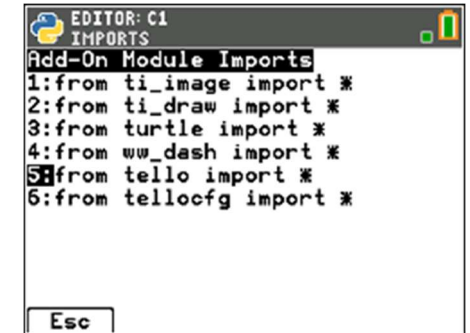 EDITOR: C1
IMPORTS
Add-On Module Imports
1:from ti_image import *
2:from ti_draw import *
3:from turtle import *
4:from ww_dash import *
5:from tello import *
6:from tellocfg import *
Esc